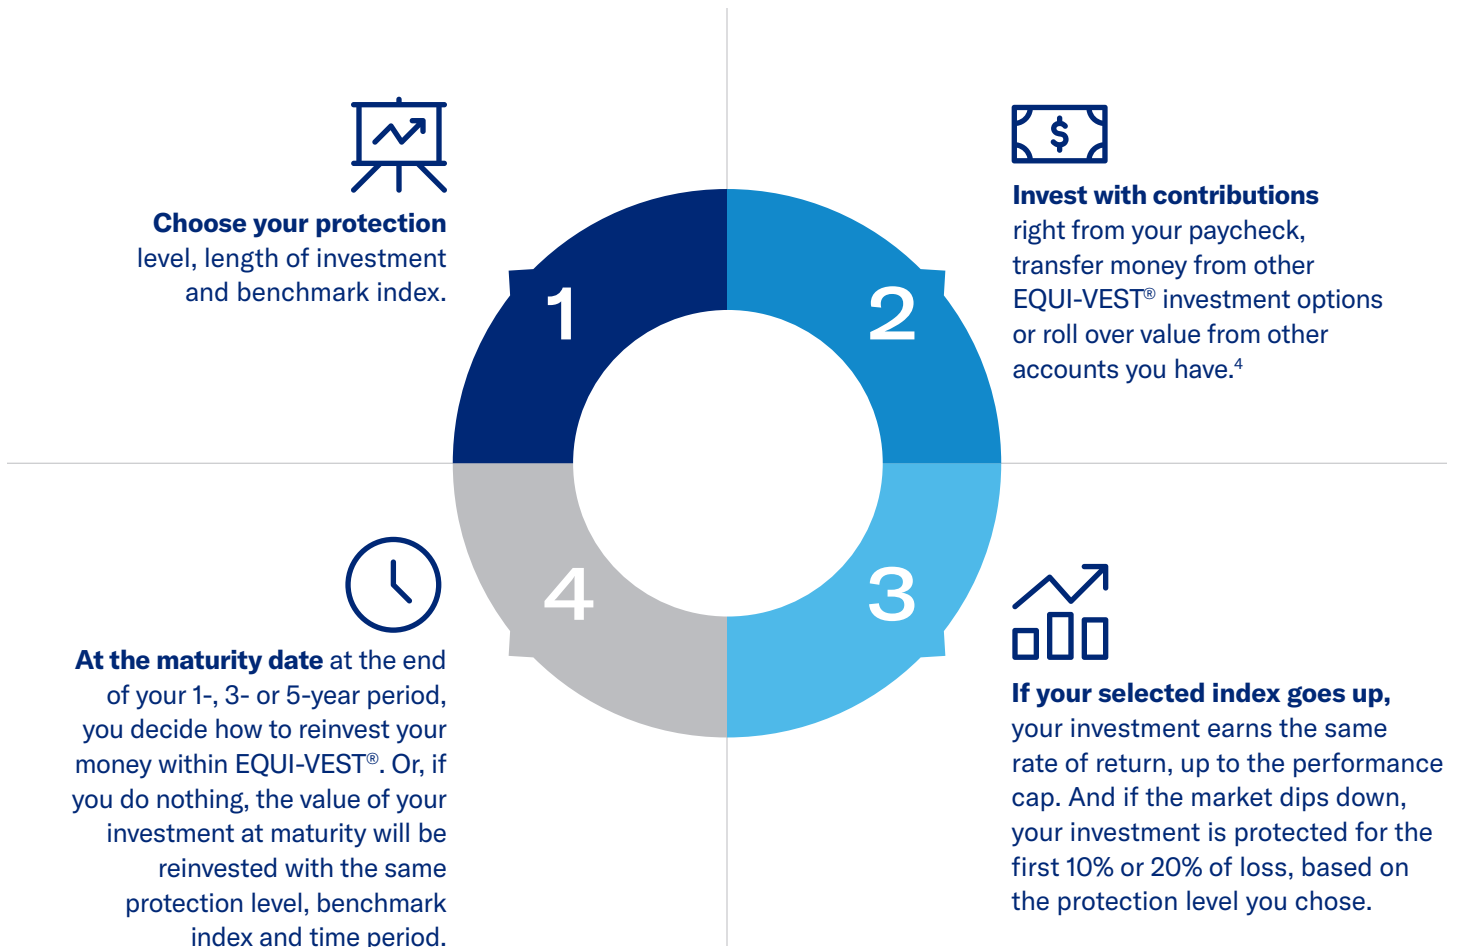 1
Choose your protection
level, length of investment
and benchmark index.
2
Invest with contributions
right from your paycheck,
transfer money from other
EQUI-VEST® investment options
or roll over value from other
accounts you have.⁴
3
If your selected index goes up,
your investment earns the same
rate of return, up to the performance
cap. And if the market dips down,
your investment is protected for the
first 10% or 20% of loss, based on
the protection level you chose.
4
At the maturity date at the end
of your 1-, 3- or 5-year period,
you decide how to reinvest your
money within EQUI-VEST®. Or, if
you do nothing, the value of your
investment at maturity will be
reinvested with the same
protection level, benchmark
index and time period.
$